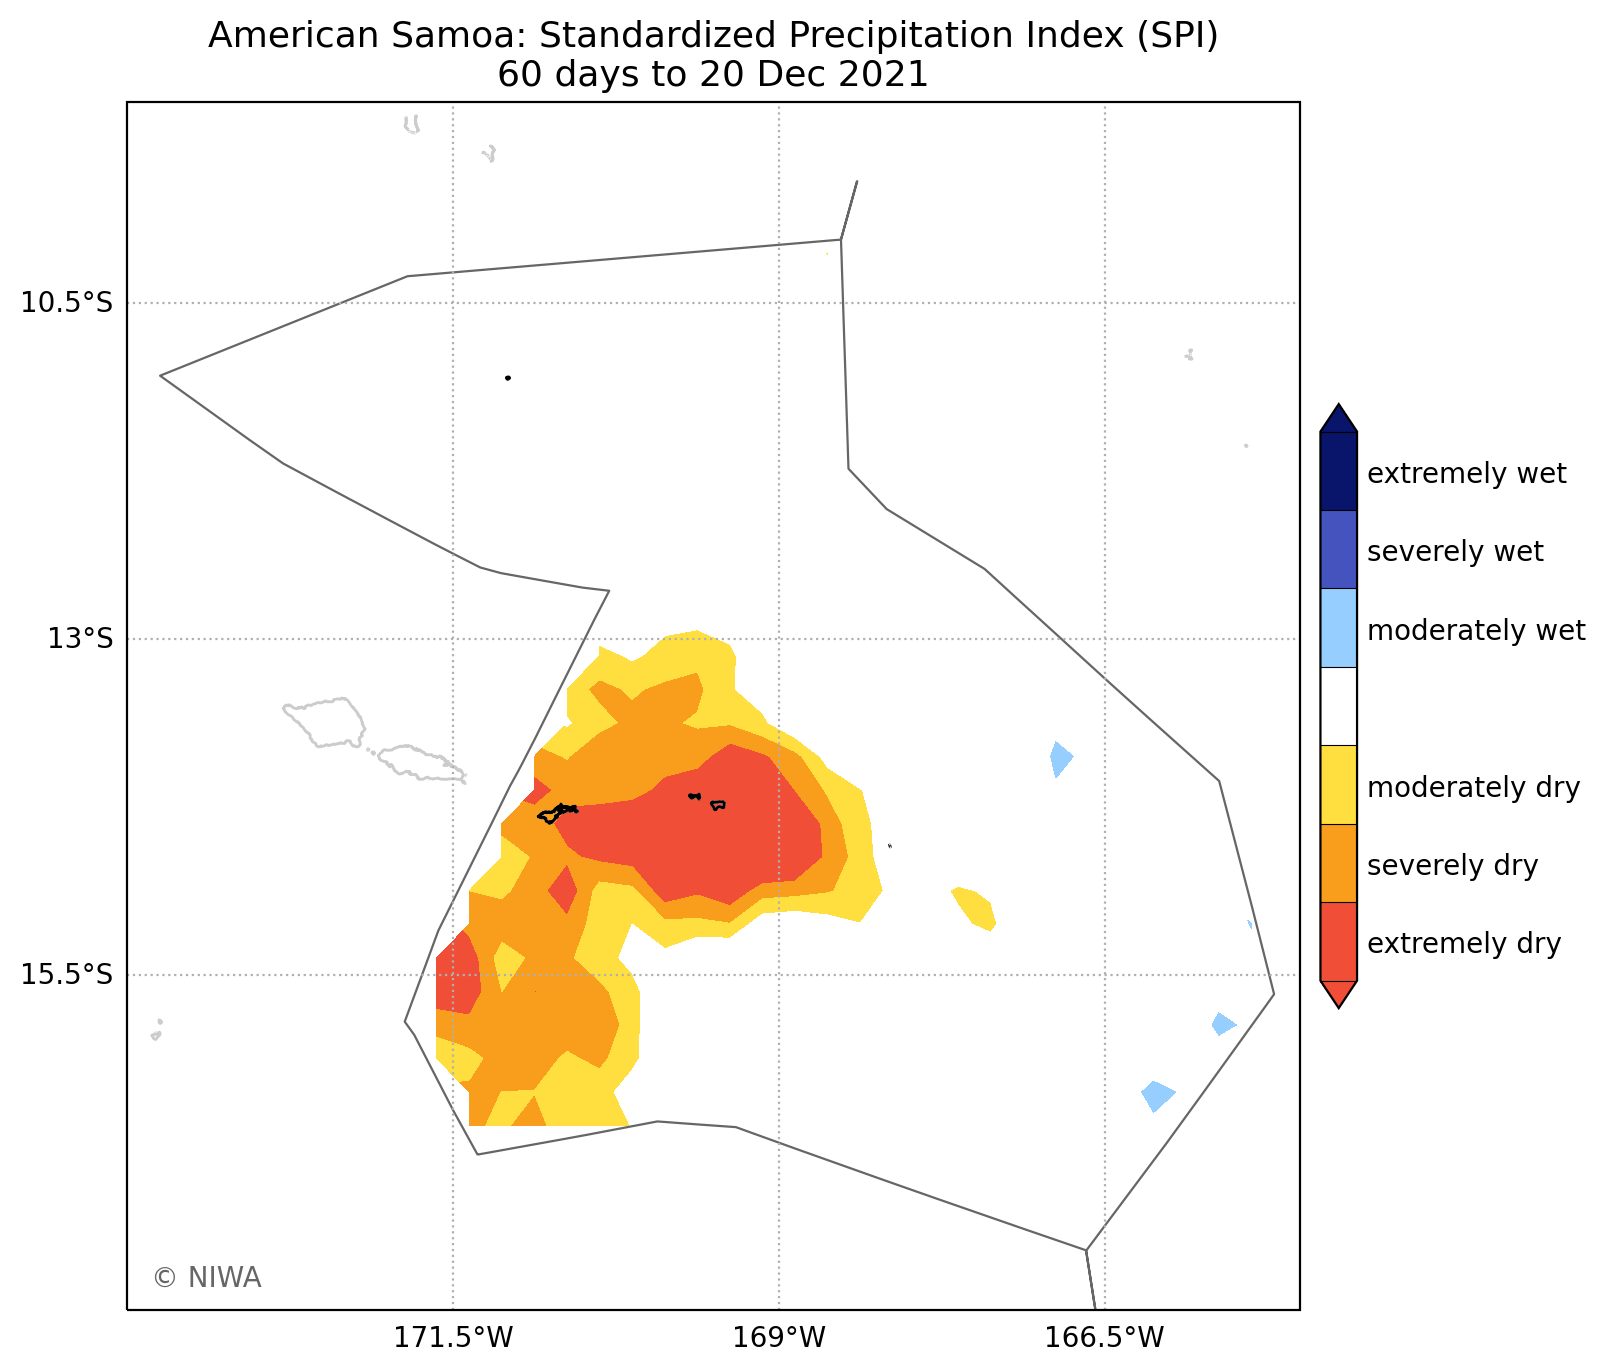 American Samoa: Standardized Precipitation Index (SPI)
60 days to 20 Dec 2021
10.5°S
13°S
15.5°S
171.5°W
169°W
166.5°W
extremely wet
severely wet
moderately wet
moderately dry
severely dry
extremely dry
© NIWA